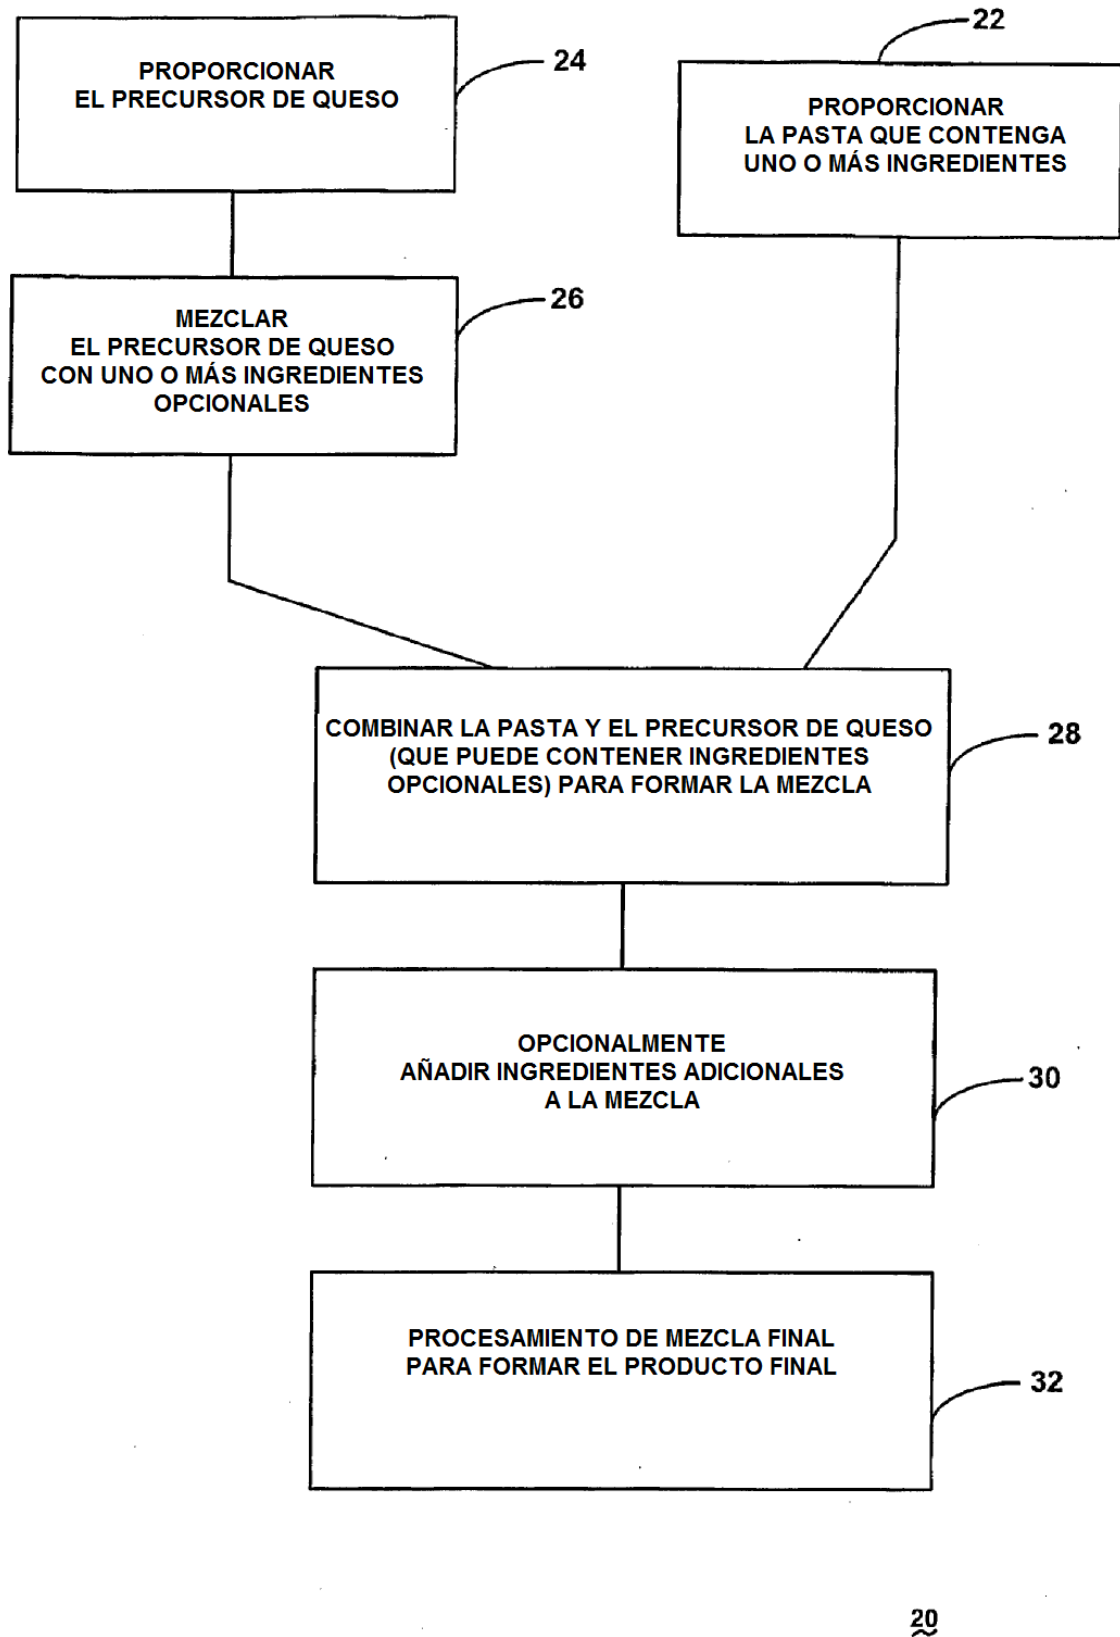 24
PROPORCIONAR
EL PRECURSOR DE QUESO
22
PROPORCIONAR
LA PASTA QUE CONTENGA
UNO O MÁS INGREDIENTES
26
MEZCLAR
EL PRECURSOR DE QUESO
CON UNO O MÁS INGREDIENTES
OPCIONALES
COMBINAR LA PASTA Y EL PRECURSOR DE QUESO
(QUE PUEDE CONTENER INGREDIENTES
OPCIONALES) PARA FORMAR LA MEZCLA
28
OPCIONALMENTE
AÑADIR INGREDIENTES ADICIONALES
A LA MEZCLA
30
PROCESAMIENTO DE MEZCLA FINAL
PARA FORMAR EL PRODUCTO FINAL
32
20